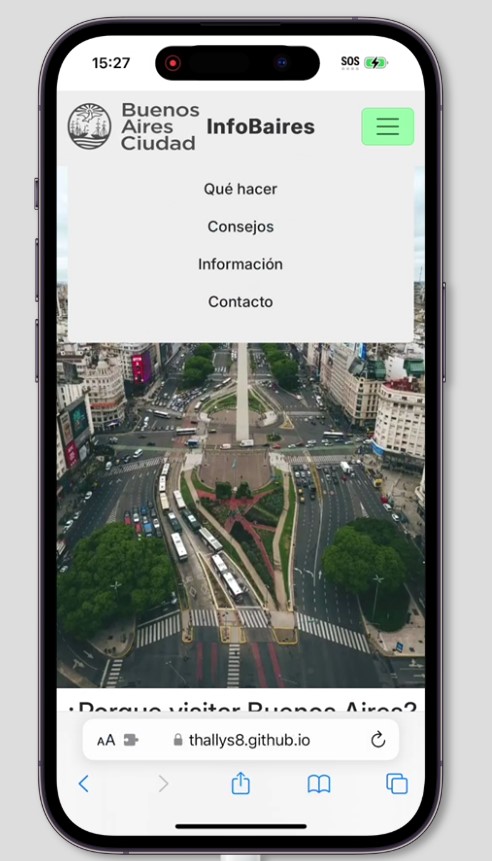 15:27
SOS
Buenos
Aires
Ciudad
InfoBaires
Qué hacer
Consejos
Información
Contacto
¿Porque visitar Buenos Aires?
AA
thallys8.github.io